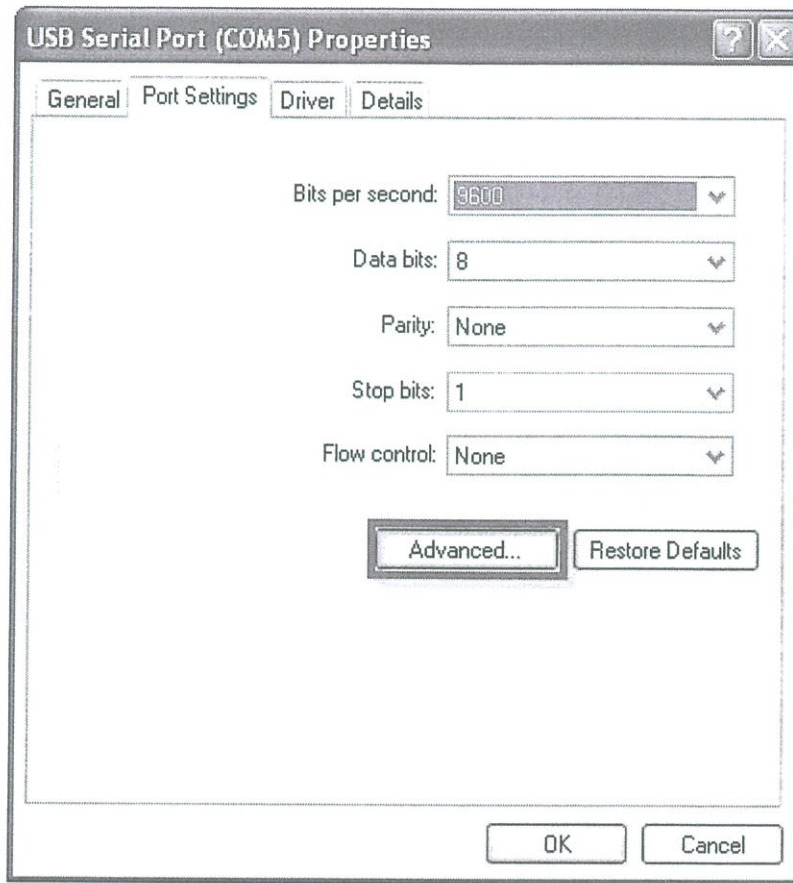 USB Serial Port (COM5) Properties
General Port Settings Driver Details
Bits per second: 9600
Data bits: 8
Parity: None
Stop bits: 1
Flow control: None
Advanced... Restore Defaults
OK Cancel